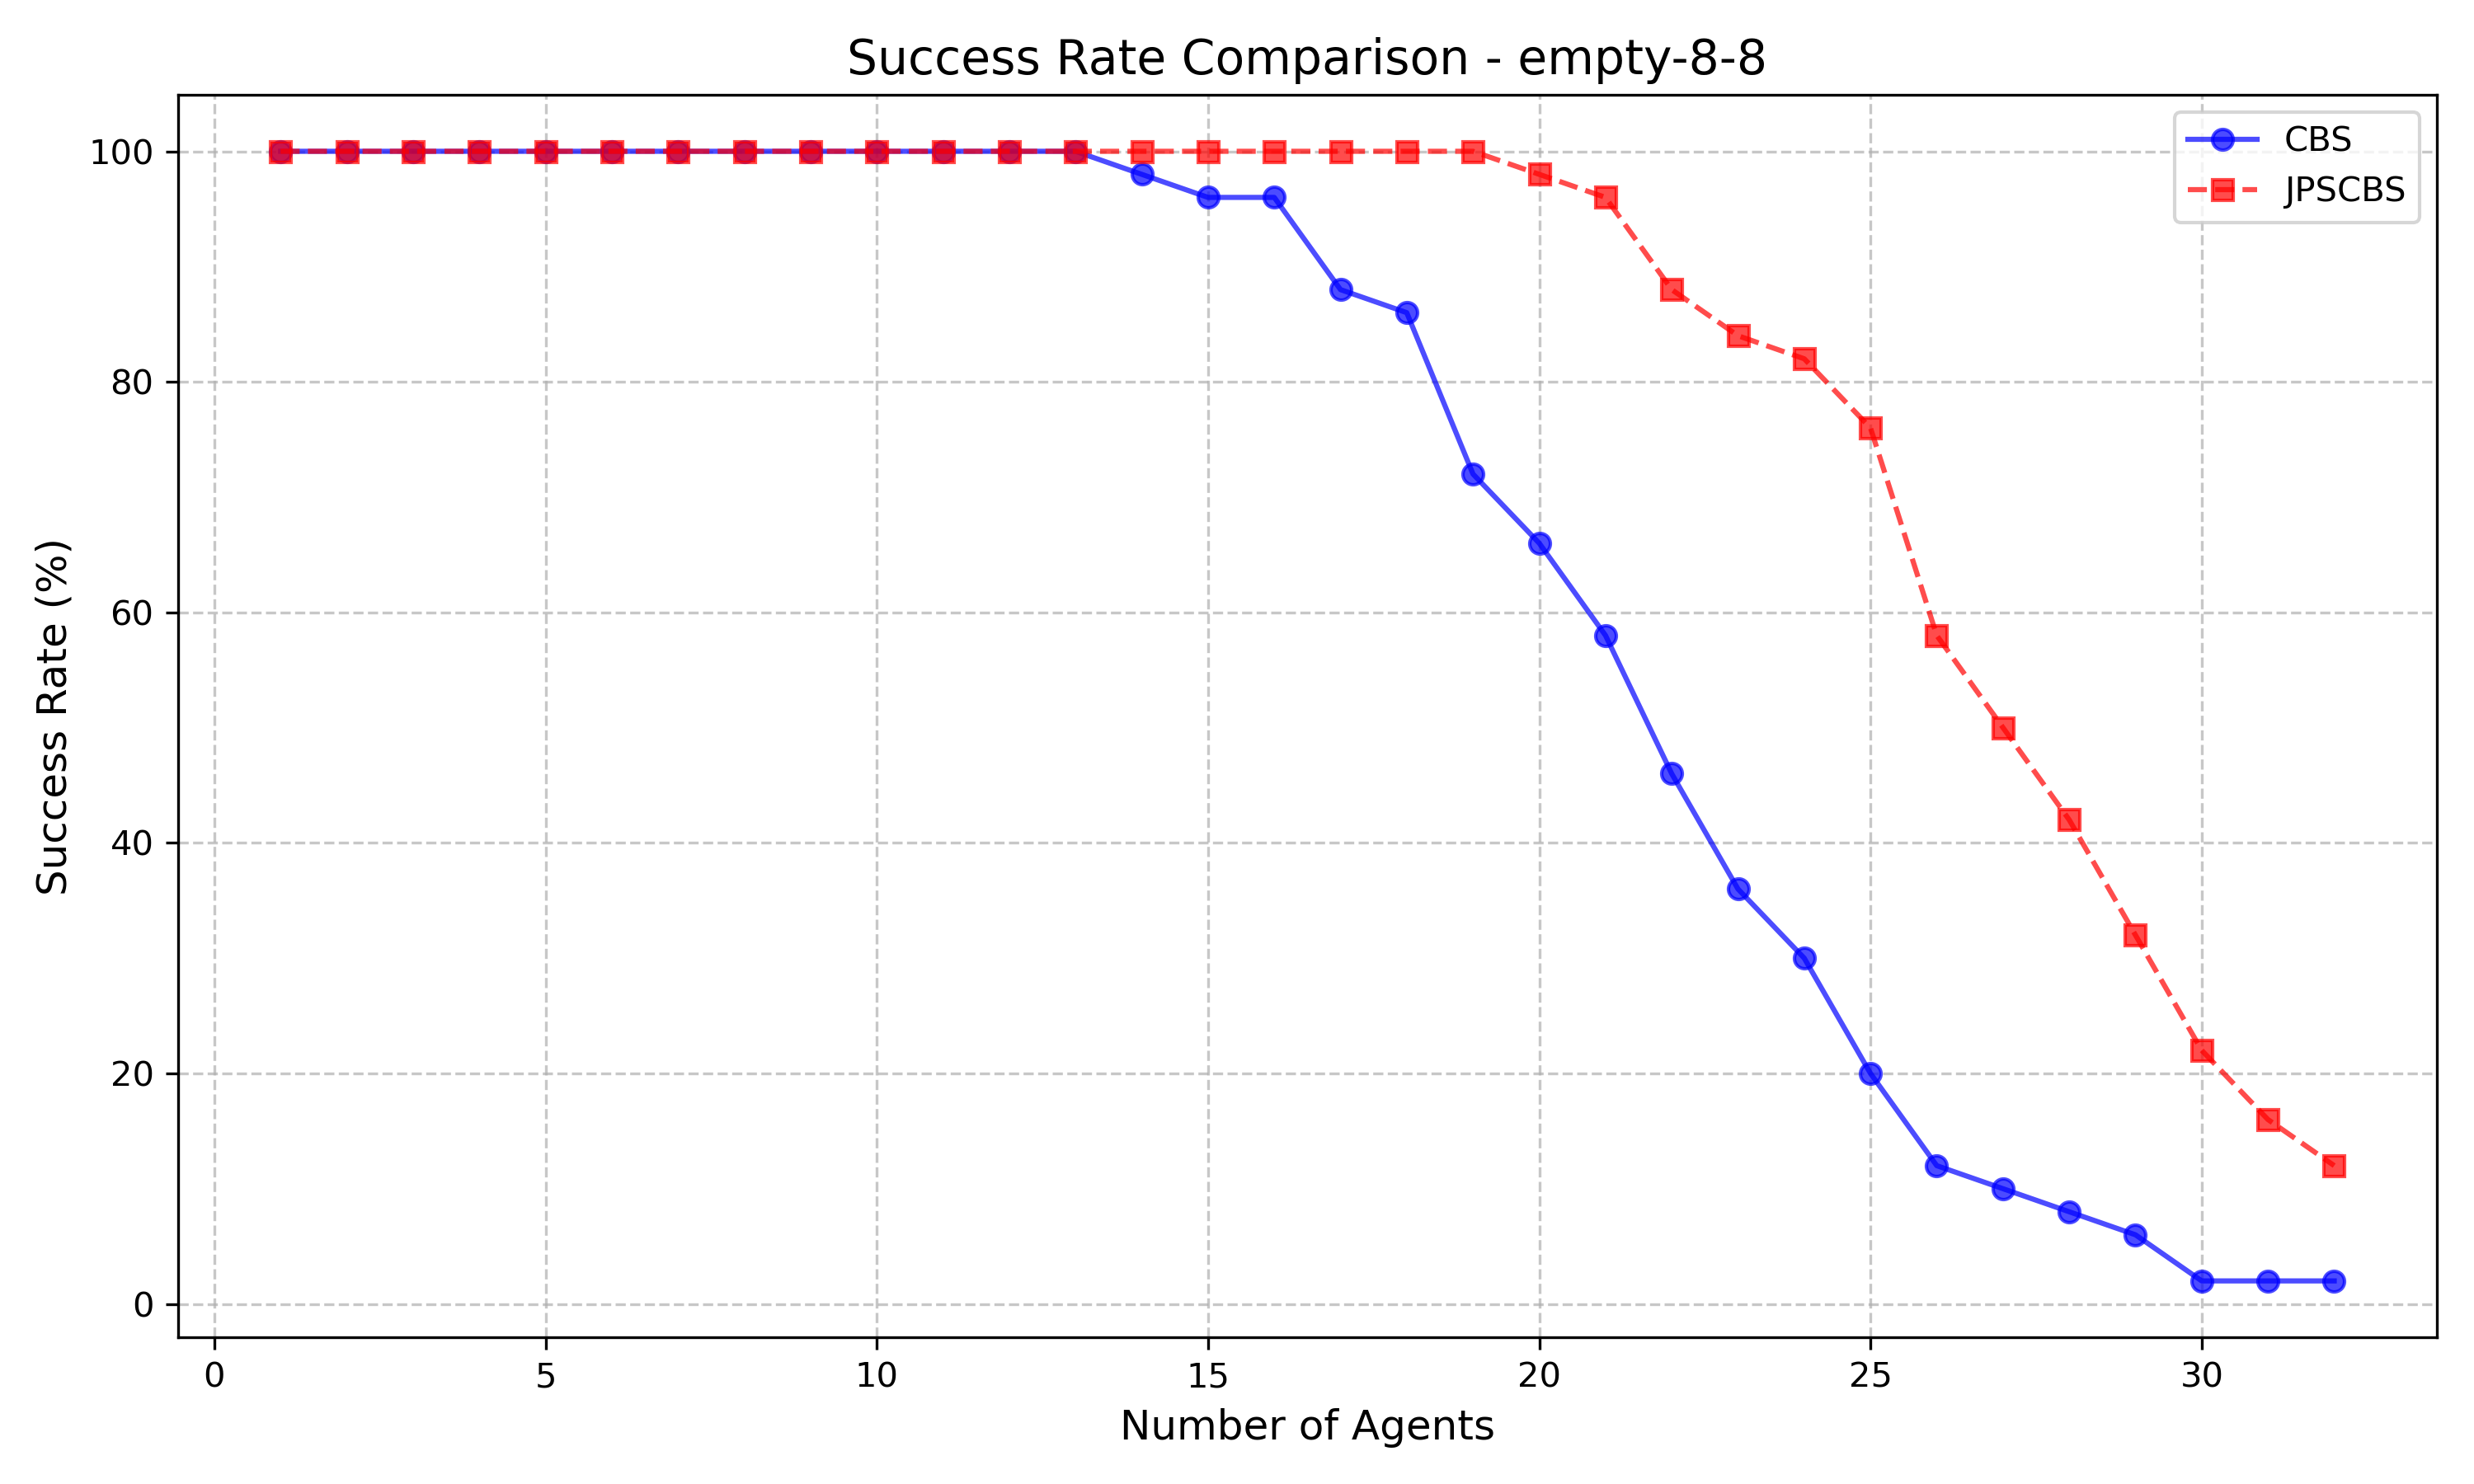 Success Rate Comparison - empty-8-8
CBS
JPSCBS
Success Rate (%)
100
80
60
40
20
0
0 5 10 15 20 25 30
Number of Agents